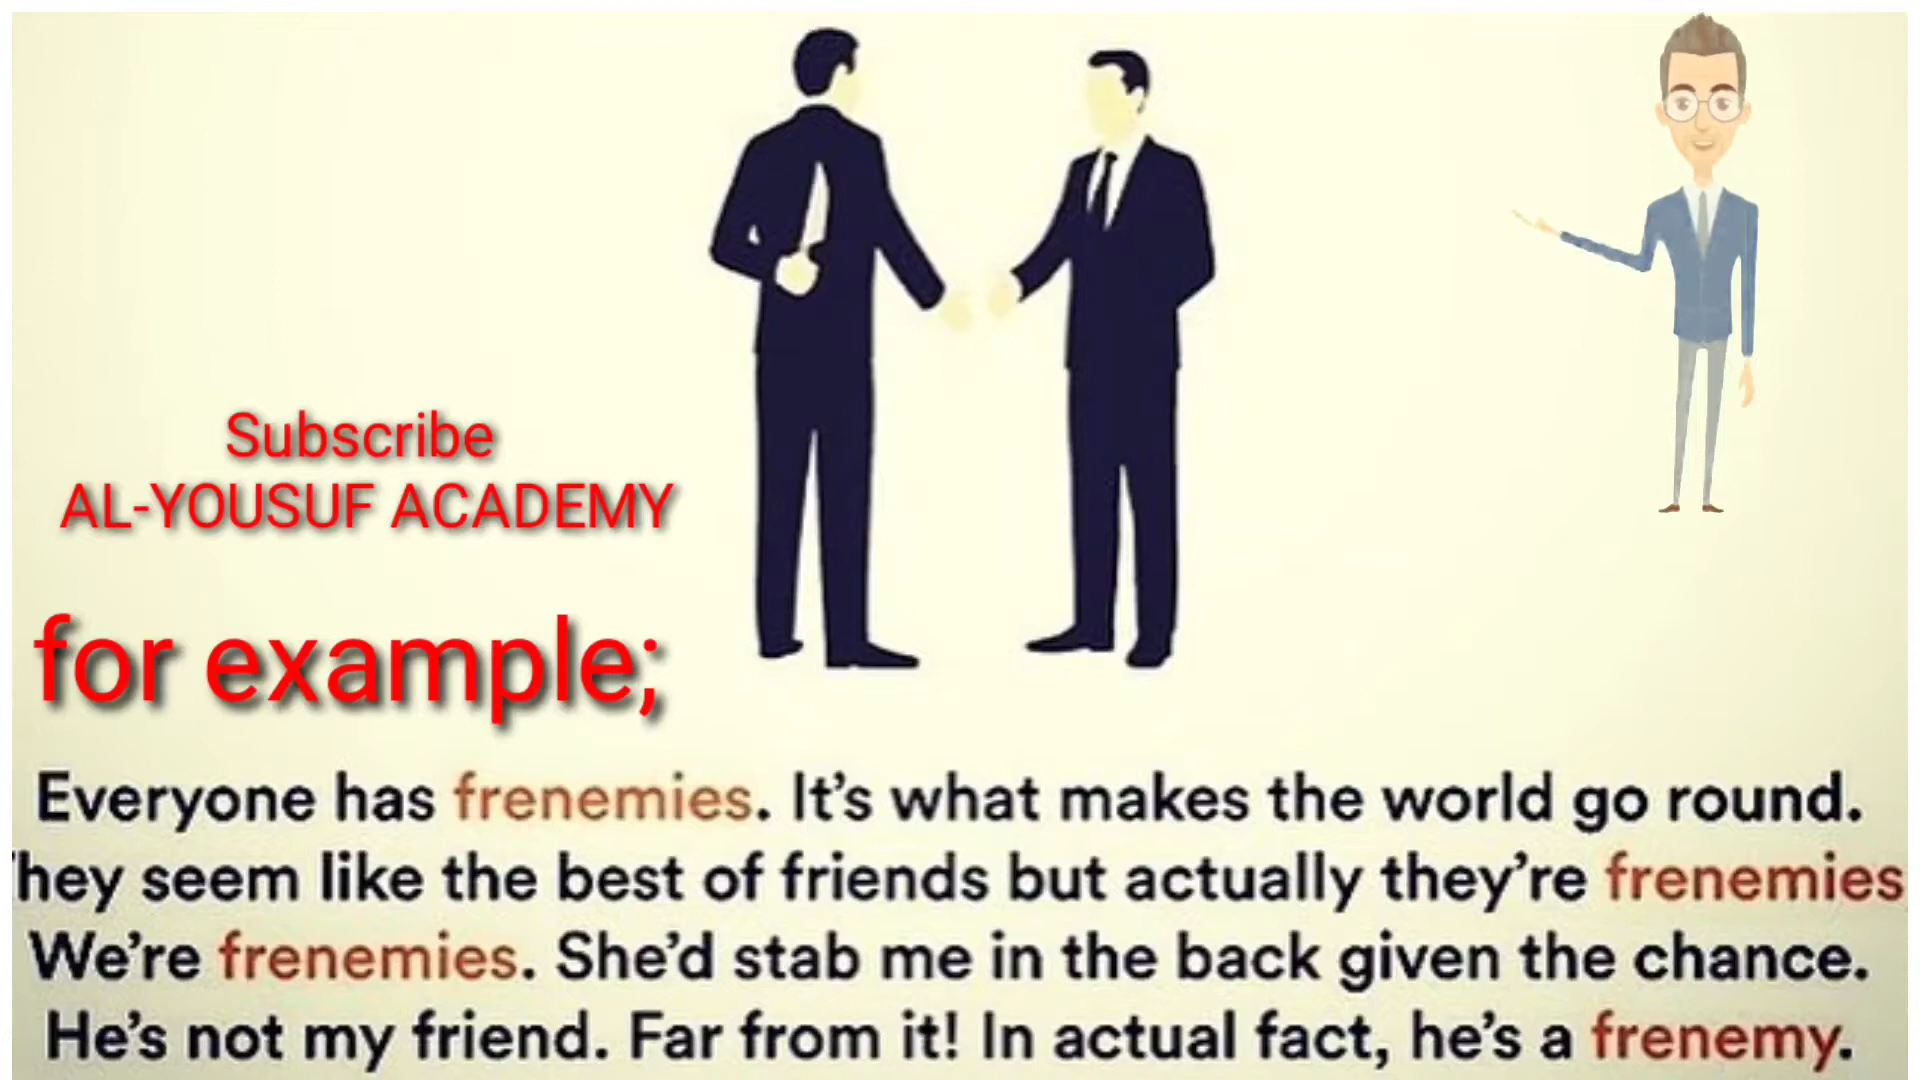 Subscribe
AL-YOUSUF ACADEMY
for example;
Everyone has frenemies. It's what makes the world go round.
hey seem like the best of friends but actually they're frenemies
We're frenemies. She'd stab me in the back given the chance.
He's not my friend. Far from it! In actual fact, he's a frenemy.